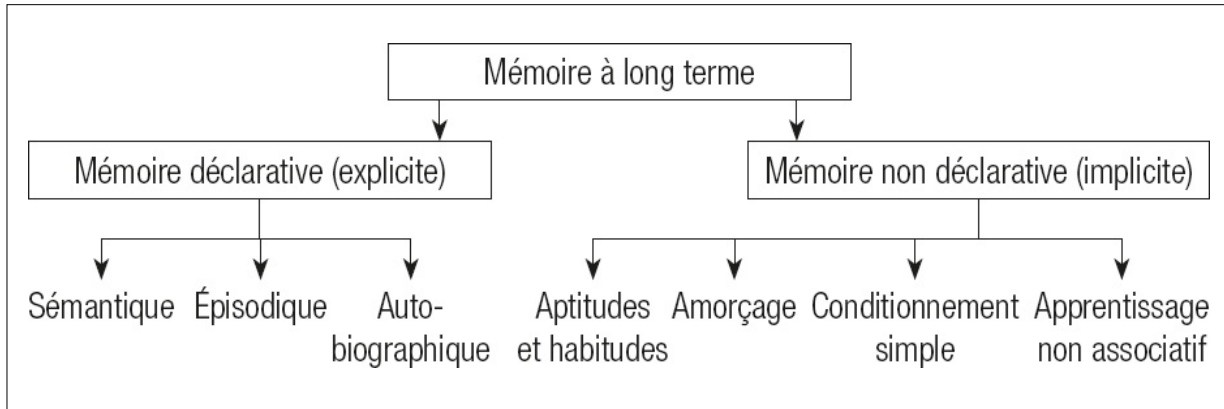 Mémoire à long terme
Mémoire déclarative (explicite)
Mémoire non déclarative (implicite)
Sémantique
Épisodique
Auto-
biographique
Aptitudes
et habitudes
Amorçage
Conditionnement
simple
Apprentissage
non associatif